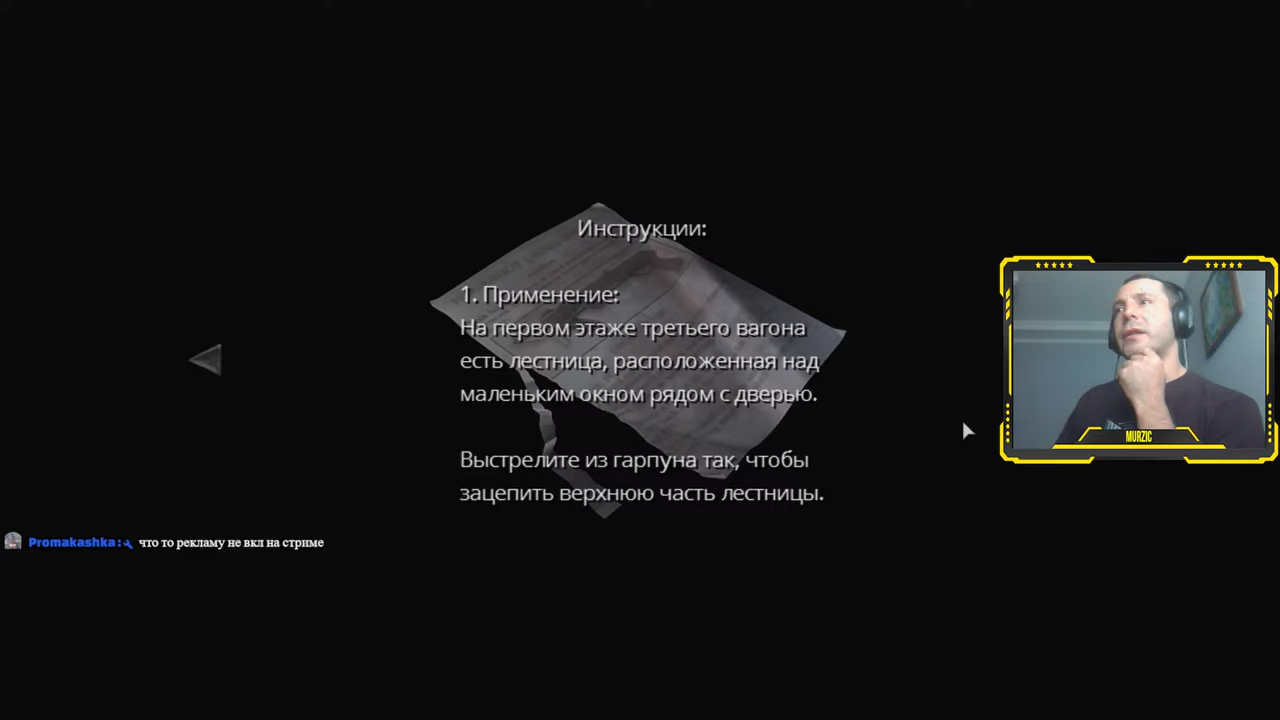 Инструкции:
1. Применение:
На первом этаже третьего вагона
есть лестница, расположенная над
маленьким окном рядом с дверью.
Выстрелите из гарпуна так, чтобы
зацепить верхнюю часть лестницы.
MURZIC
Promakashka: что то рекламу не вкл на стриме